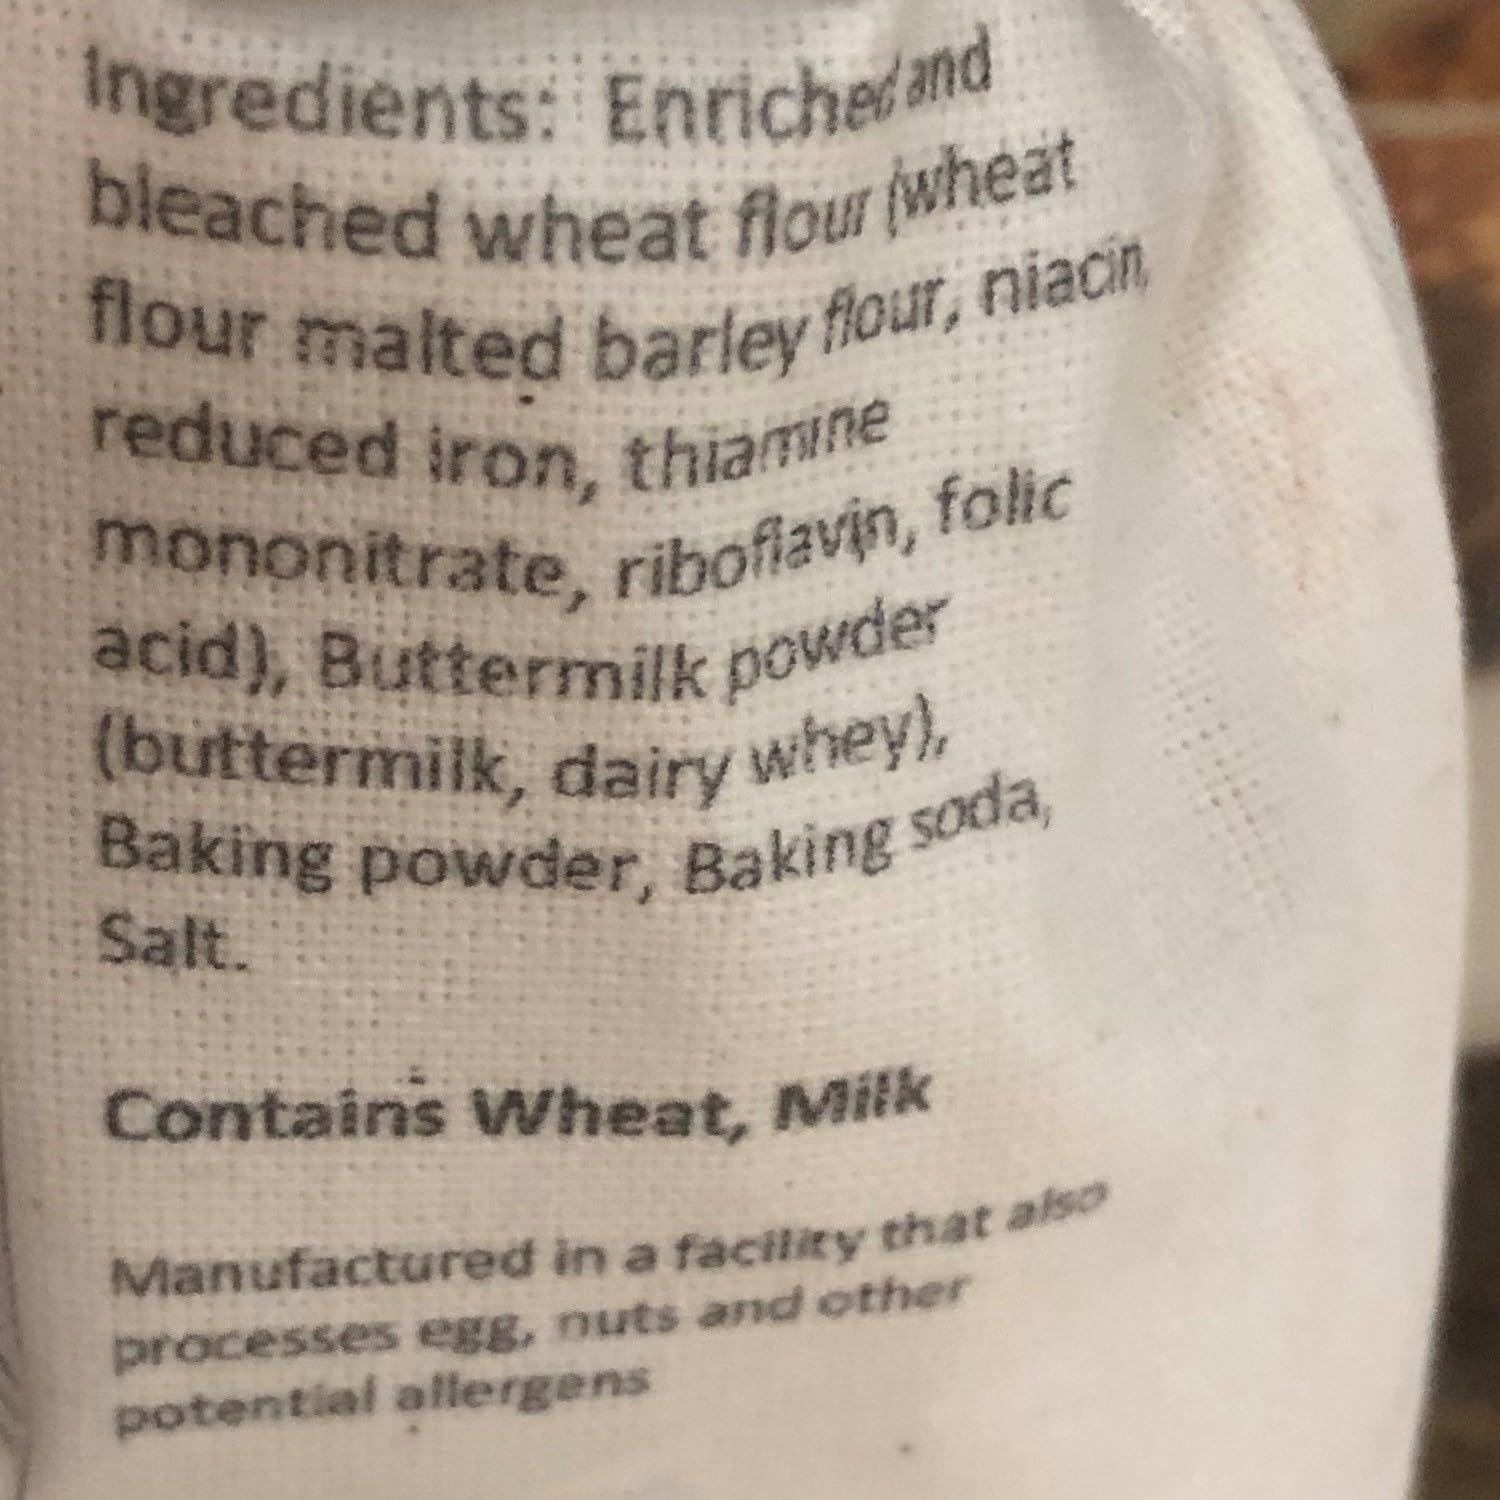 Ingredients: Enriched and
bleached wheat flour (wheat
flour malted barley flour, niacin,
reduced iron, thiamine
mononitrate, riboflavin, folic
acid), Buttermilk powder
(buttermilk, dairy whey),
Baking powder, Baking soda,
Salt.
Contains Wheat, Milk
Manufactured in a facility that also
processes egg, nuts and other
potential allergens